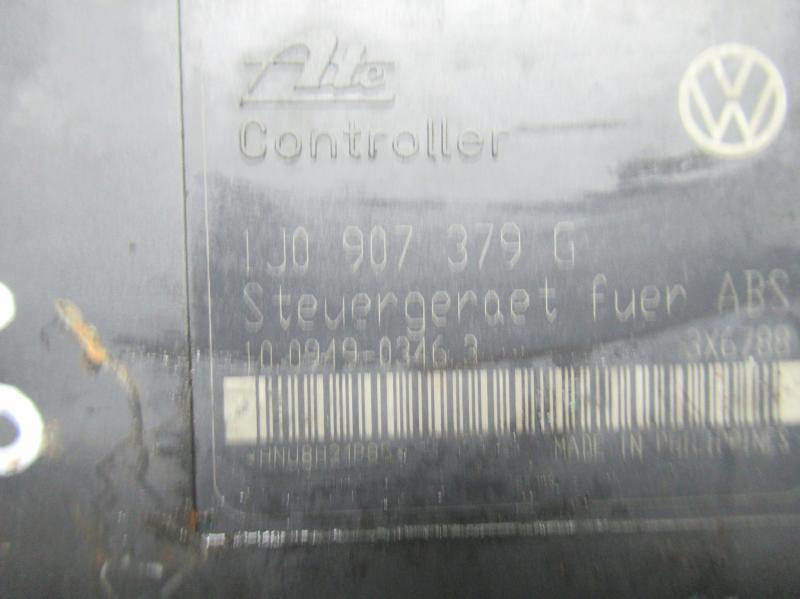 Ate
Controller
1J0 907 379 G
Steuergeraet fuer ABS
10.0949-0346.3 3X6788
MADE IN PHILIPPINES